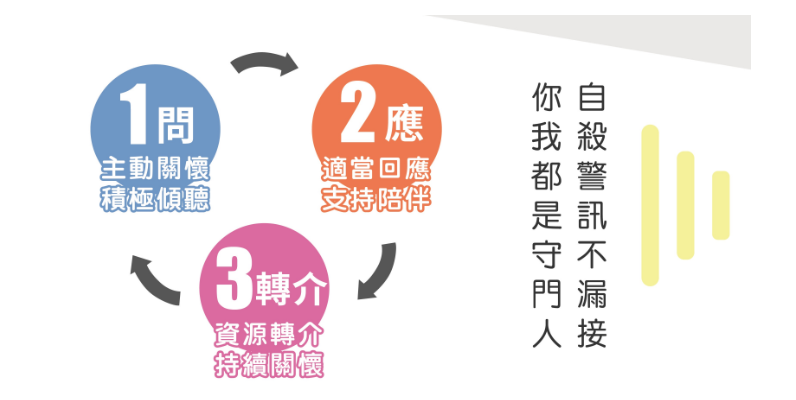 1問
主動關懷
積極傾聽
2應
適當回應
支持陪伴
3轉介
資源轉介
持續關懷
自殺警訊不漏接
你我都是守門人